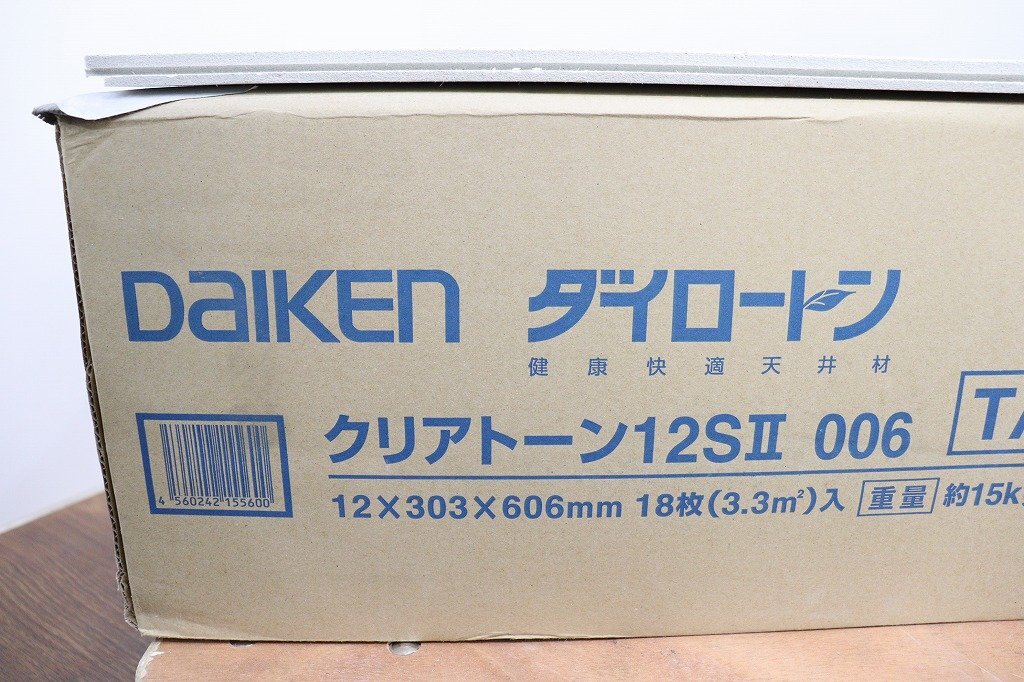 DAIKEN ダイロートン
健康快適天井材
クリアトーン12SⅡ 006
4 560242 155600
12×303×606mm 18枚(3.3㎡)入 重量 約15k